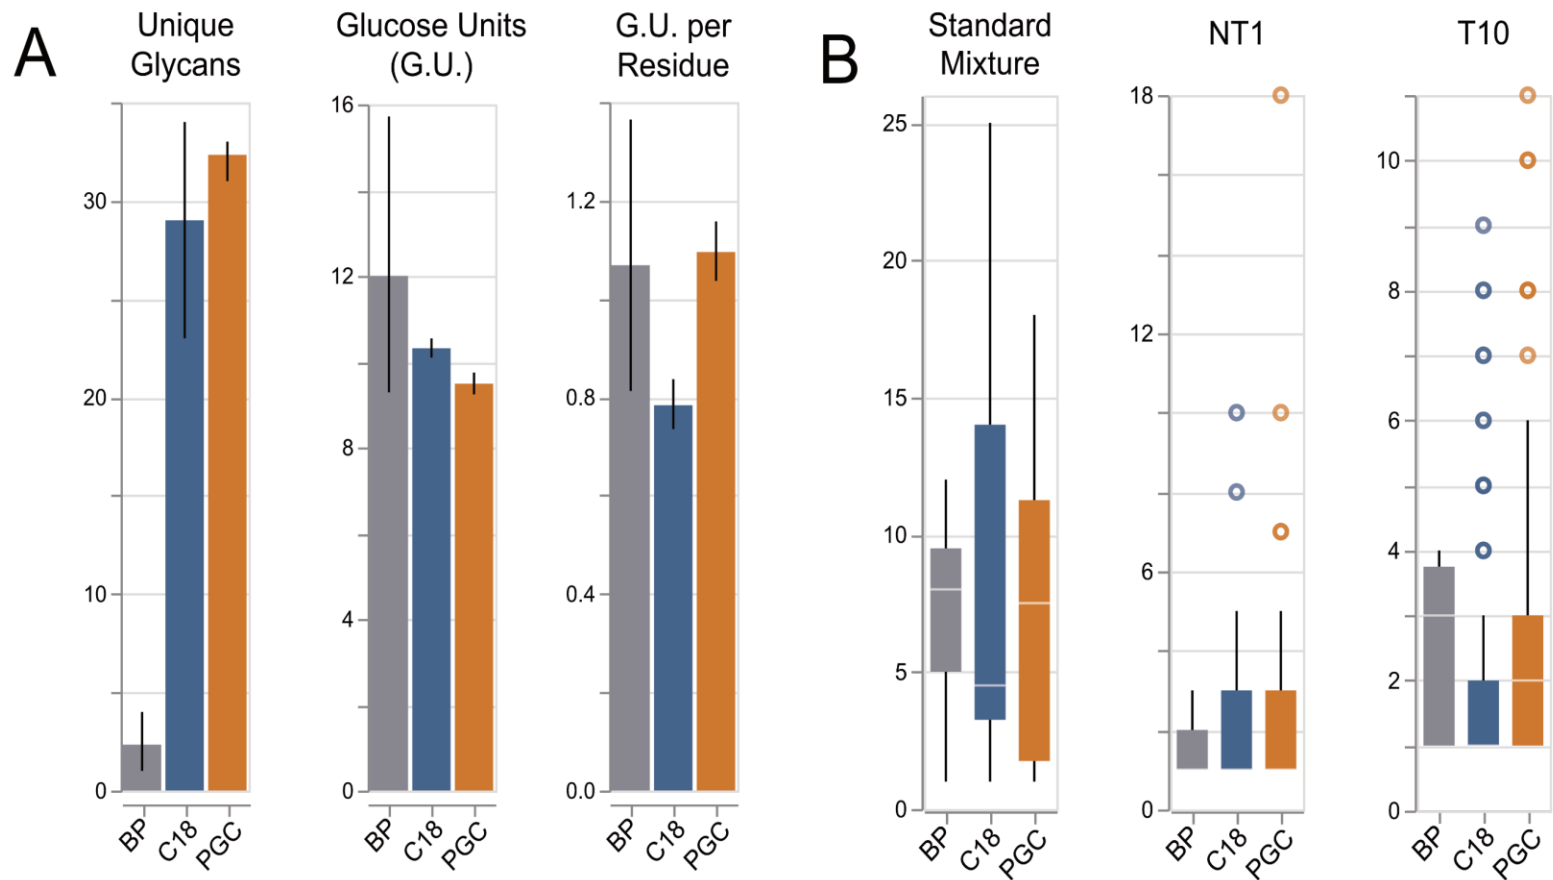 A
Unique
Glycans
30
20
10
0
BP
C18
PGC
Glucose Units
(G.U.)
16
12
8
4
0
BP
C18
PGC
G.U. per
Residue
1.2
0.8
0.4
0.0
BP
C18
PGC
B
Standard
Mixture
25
20
15
10
5
0
BP
C18
PGC
NT1
18
12
6
0
BP
C18
PGC
T10
10
8
6
4
2
0
BP
C18
PGC